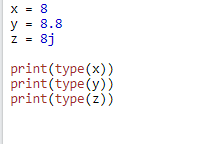 x = 8
y = 8.8
z = 8j
print(type(x))
print(type(y))
print(type(z))